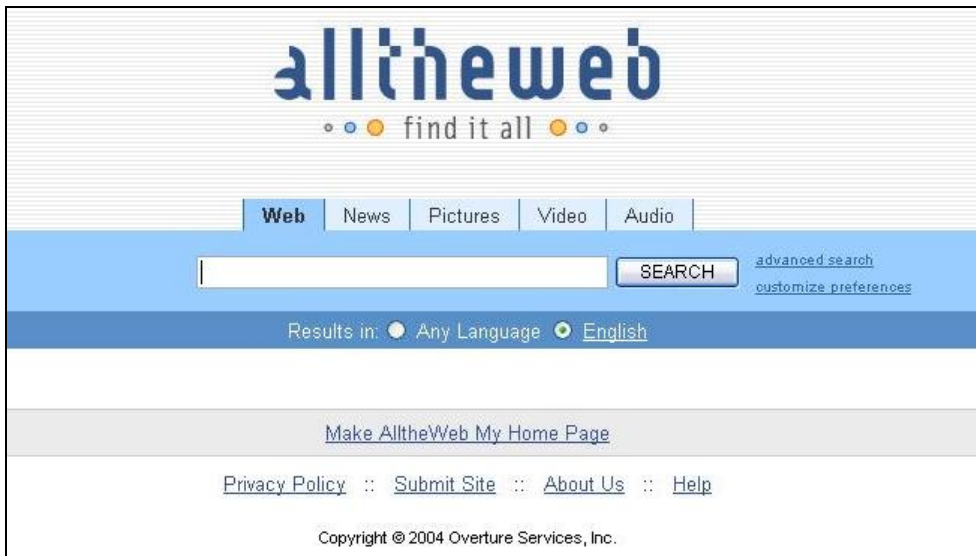 alltheweb
find it all
Web News Pictures Video Audio
SEARCH
advanced search
customize preferences
Results in: Any Language English
Make AlltheWeb My Home Page
Privacy Policy :: Submit Site :: About Us :: Help
Copyright © 2004 Overture Services, Inc.